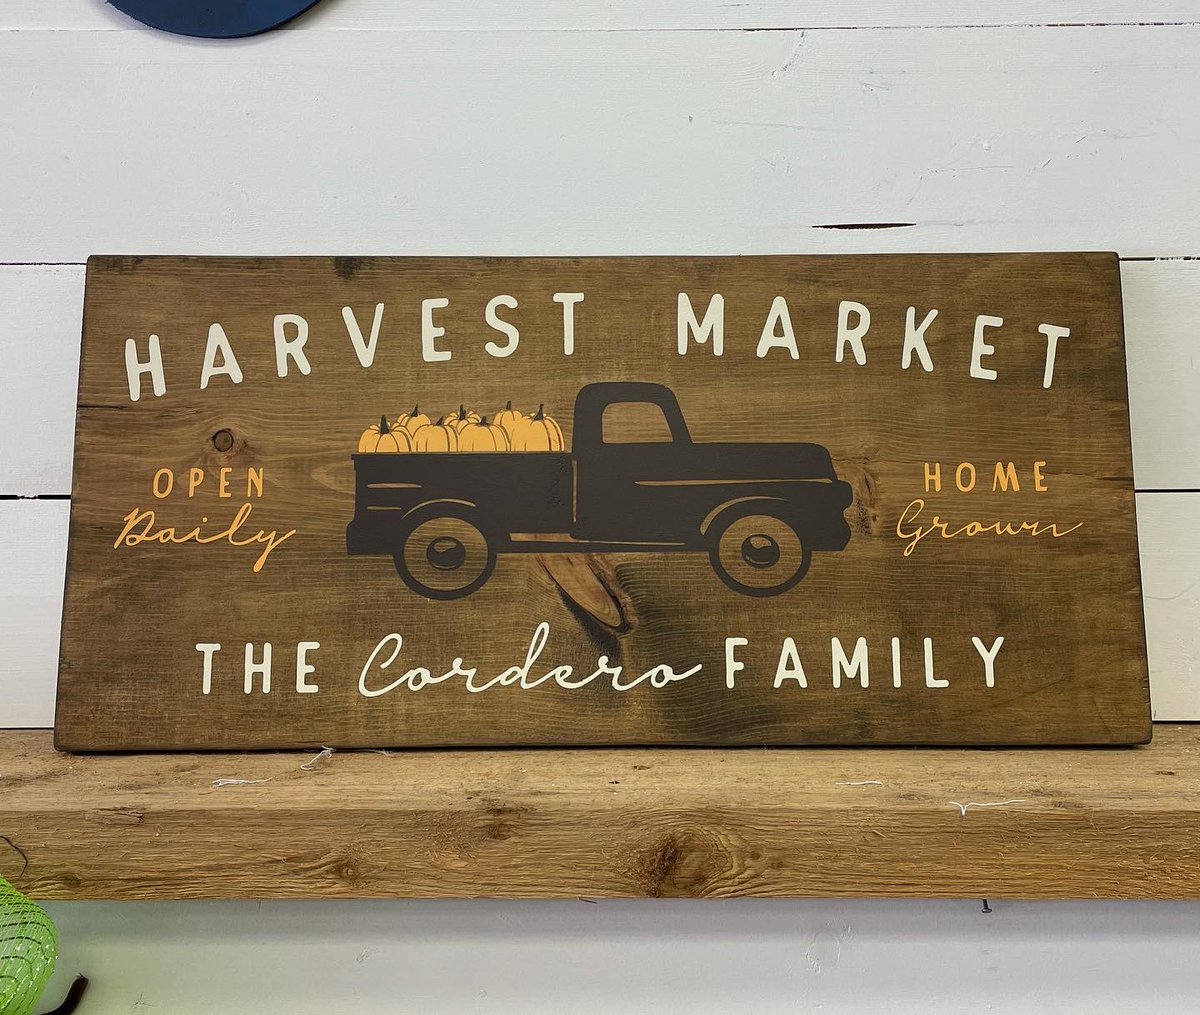 HARVEST MARKET
OPEN
Daily
HOME
Grown
THE Cordero FAMILY